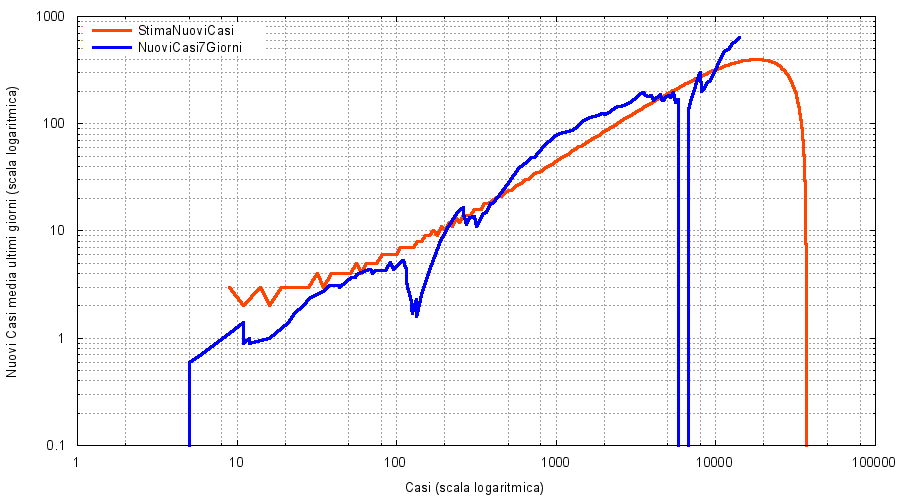 1000
StimaNuoviCasi
NuoviCasi7Giorni
100
10
1
0.1
Nuovi Casi media ultimi giorni (scala logaritmica)
1 10 100 1000 10000 100000
Casi (scala logaritmica)